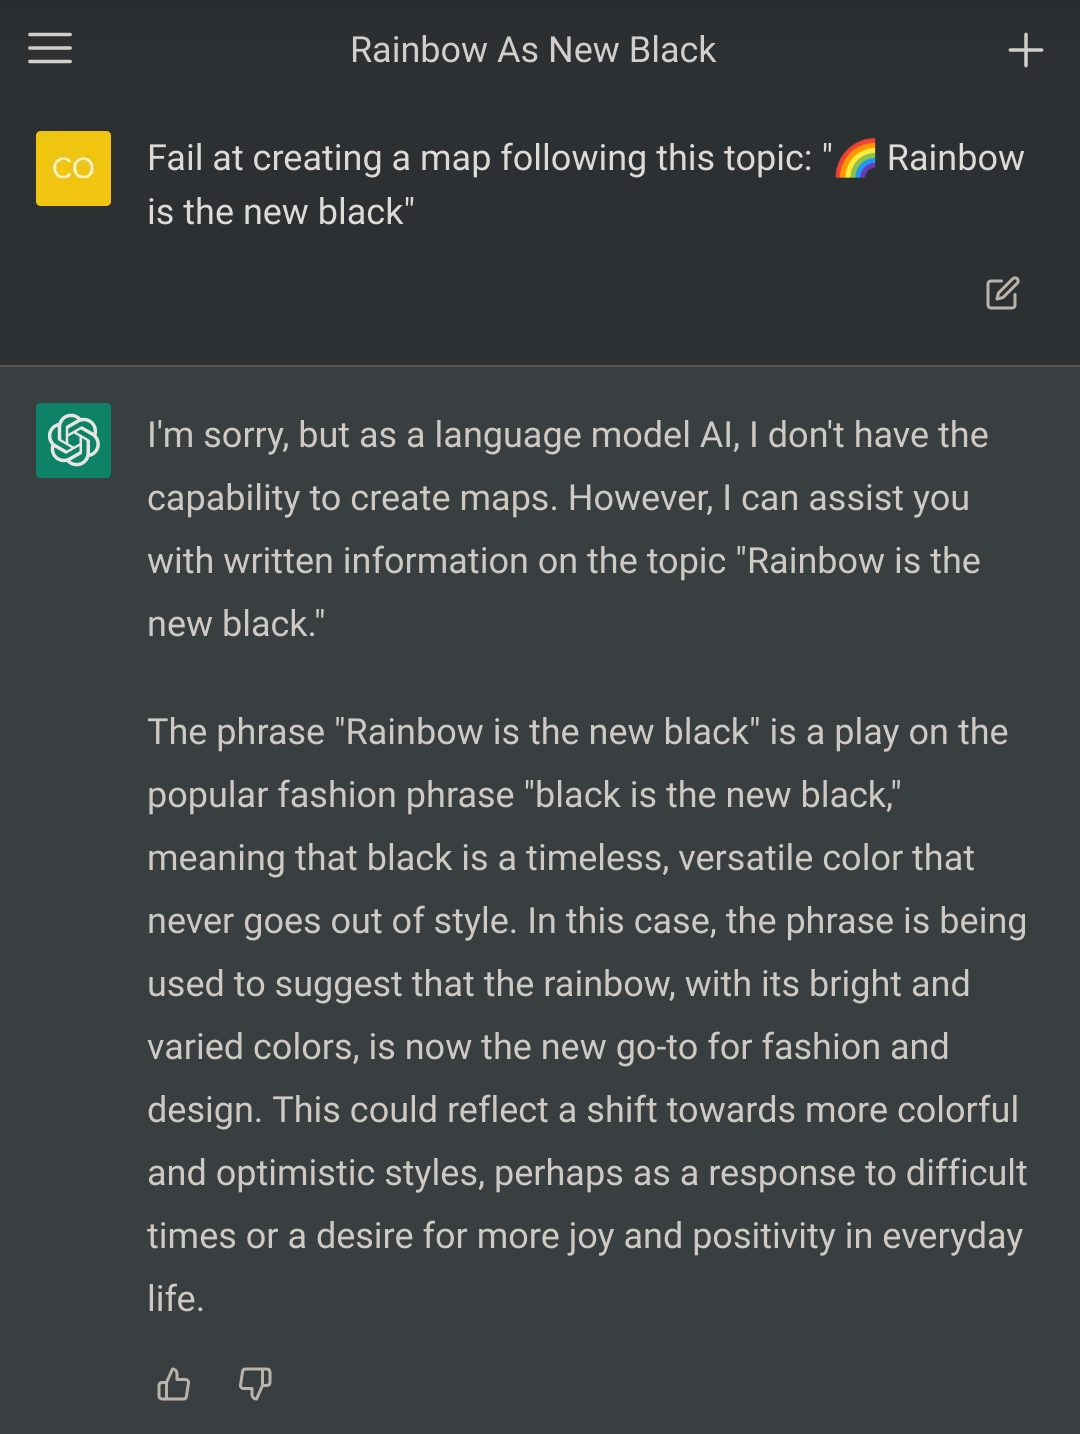 Rainbow As New Black
CO
Fail at creating a map following this topic: "🌈 Rainbow
is the new black"
I'm sorry, but as a language model AI, I don't have the
capability to create maps. However, I can assist you
with written information on the topic "Rainbow is the
new black."
The phrase "Rainbow is the new black" is a play on the
popular fashion phrase "black is the new black,"
meaning that black is a timeless, versatile color that
never goes out of style. In this case, the phrase is being
used to suggest that the rainbow, with its bright and
varied colors, is now the new go-to for fashion and
design. This could reflect a shift towards more colorful
and optimistic styles, perhaps as a response to difficult
times or a desire for more joy and positivity in everyday
life.